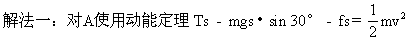 解法一：对A使用动能定理 Ts - mgs·sin 30° - fs = \frac{1}{2}mv²